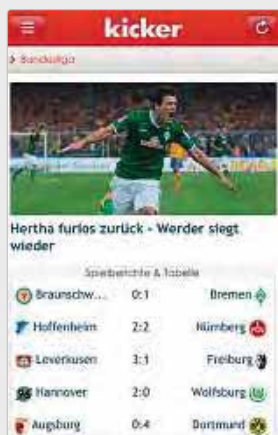 kicker
> Bundesliga
Hertha furios zurück - Werder siegt
wieder
Spielberichte & Tabelle
Braunschw... 0:1 Bremen
Hoffenheim 2:2 Nürnberg
Leverkusen 3:1 Freiburg
Hannover 2:0 Wolfsburg
Augsburg 0:4 Dortmund